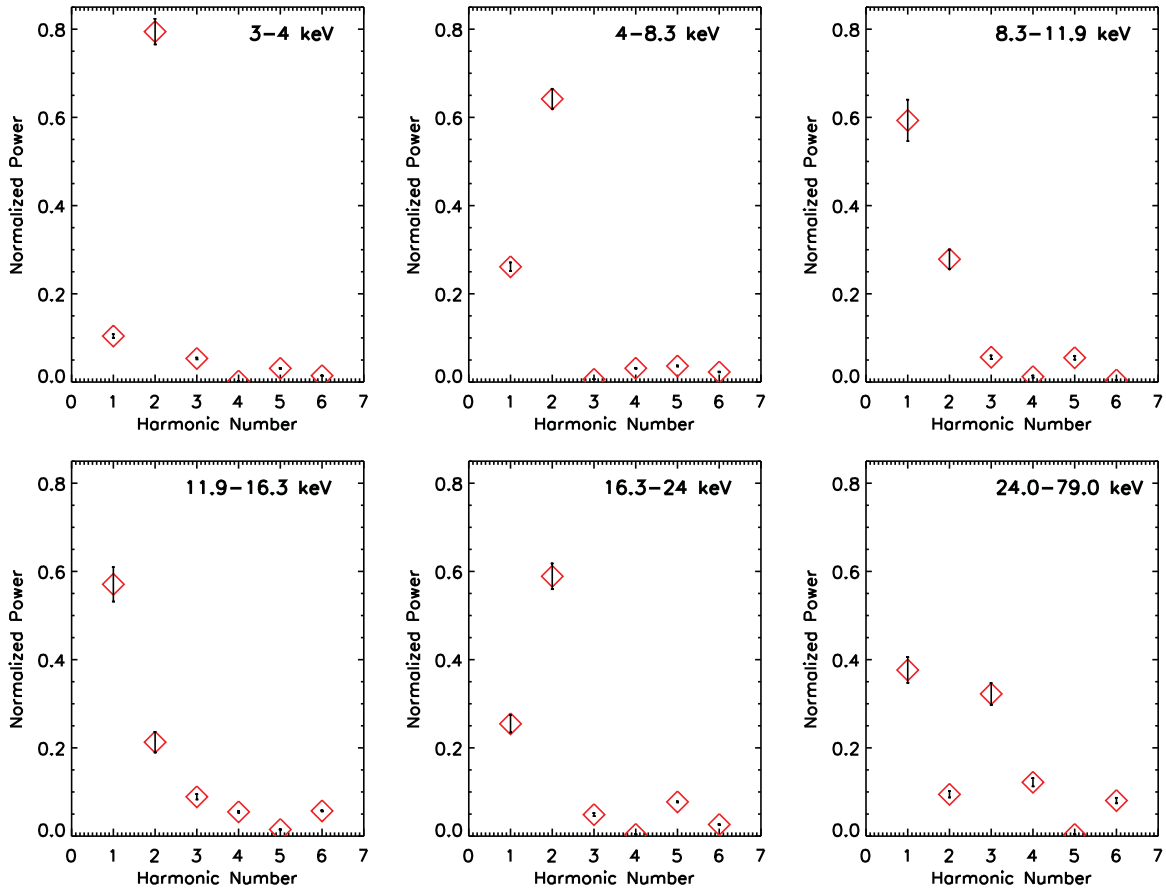 3−4 keV
0.8
0.6
0.4
0.2
0.0
Normalized Power
0 1 2 3 4 5 6 7
Harmonic Number
4−8.3 keV
0.8
0.6
0.4
0.2
0.0
Normalized Power
0 1 2 3 4 5 6 7
Harmonic Number
8.3−11.9 keV
0.8
0.6
0.4
0.2
0.0
Normalized Power
0 1 2 3 4 5 6 7
Harmonic Number
11.9−16.3 keV
0.8
0.6
0.4
0.2
0.0
Normalized Power
0 1 2 3 4 5 6 7
Harmonic Number
16.3−24 keV
0.8
0.6
0.4
0.2
0.0
Normalized Power
0 1 2 3 4 5 6 7
Harmonic Number
24.0−79.0 keV
0.8
0.6
0.4
0.2
0.0
Normalized Power
0 1 2 3 4 5 6 7
Harmonic Number